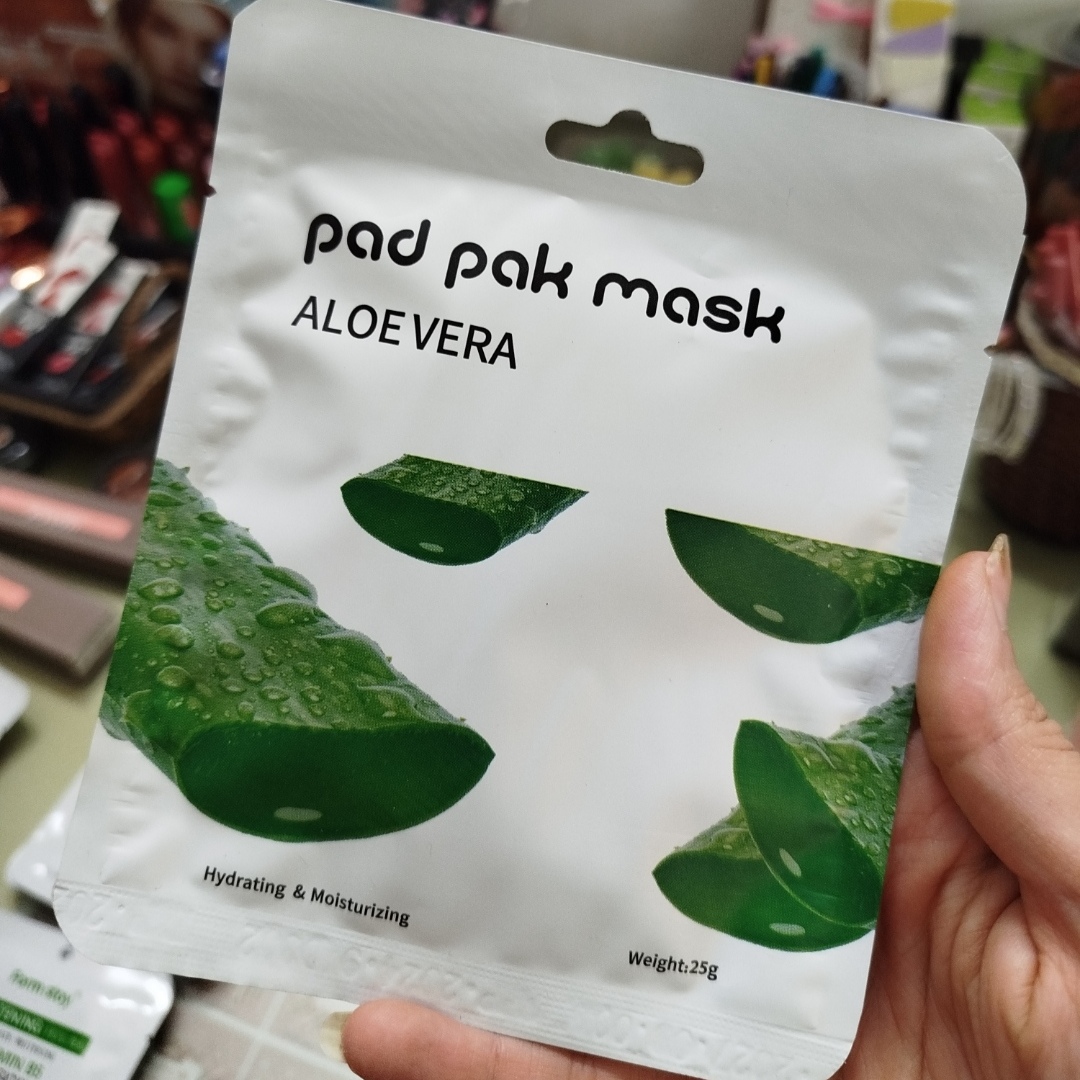 pad pak mask
ALOE VERA
Hydrating & Moisturizing
Weight:25g